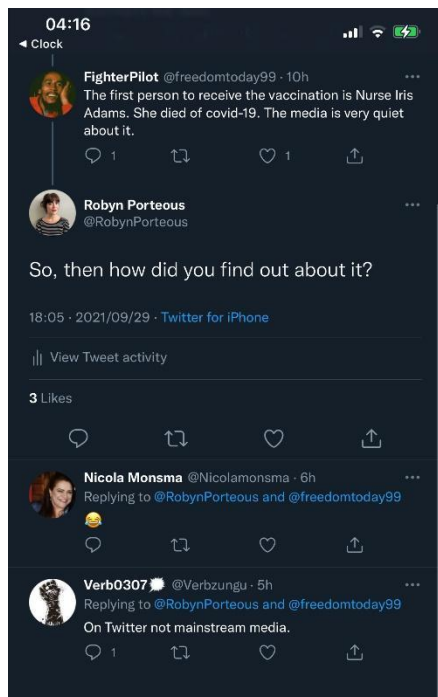 04:16
◀ Clock
FighterPilot @freedomtoday99 · 10h
The first person to receive the vaccination is Nurse Iris
Adams. She died of covid-19. The media is very quiet
about it.
1 1
Robyn Porteous
@RobynPorteous
So, then how did you find out about it?
18:05 · 2021/09/29 · Twitter for iPhone
View Tweet activity
3 Likes
Nicola Monsma @Nicolamonsma · 6h
Replying to @RobynPorteous and @freedomtoday99
😂
Verb0307 @Verbzungu · 5h
Replying to @RobynPorteous and @freedomtoday99
On Twitter not mainstream media.
1